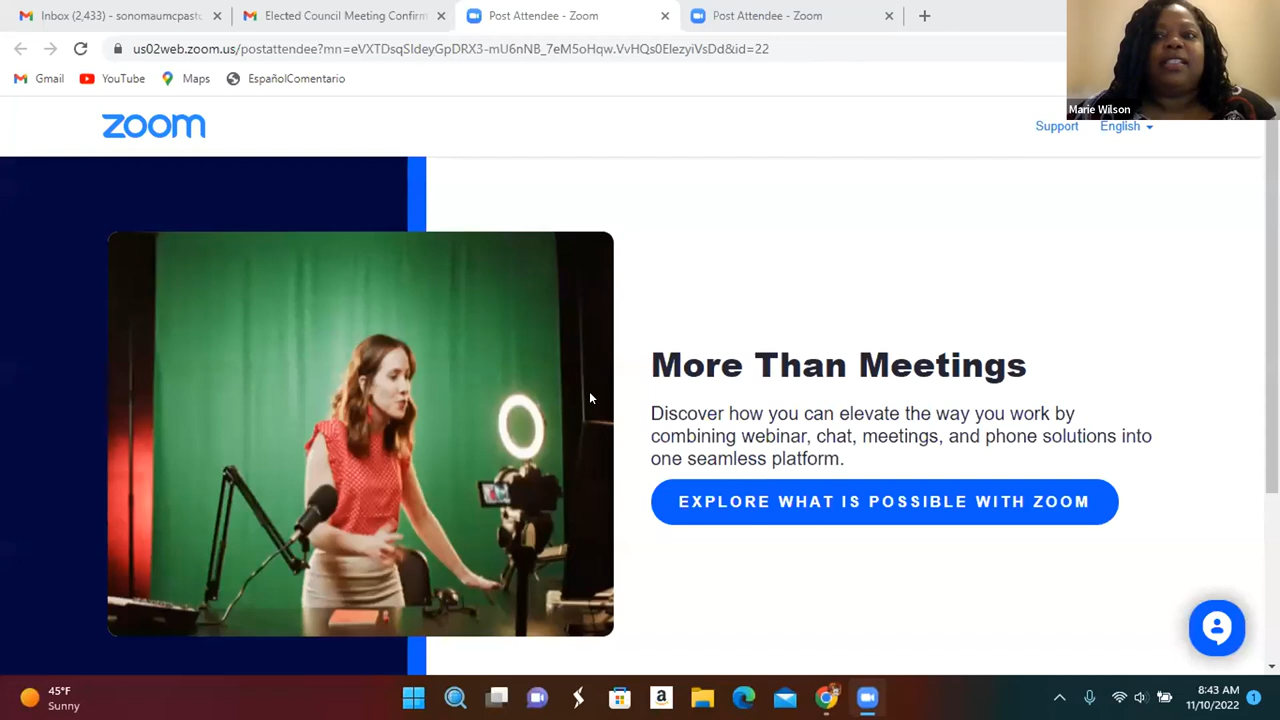 Inbox (2,433) - sonomaumcpasto
Elected Council Meeting Confirm
Post Attendee - Zoom
Post Attendee - Zoom
us02web.zoom.us/postattendee?mn=eVXTDsqSldeyGpDRX3-mU6nNB_7eM5oHqw.VvHQs0ElezyiVsDd&id=22
Gmail
YouTube
Maps
EspañolComentario
Marie Wilson
zoom
Support
English
More Than Meetings
Discover how you can elevate the way you work by
combining webinar, chat, meetings, and phone solutions into
one seamless platform.
EXPLORE WHAT IS POSSIBLE WITH ZOOM
45°F
Sunny
a
8:43 AM
11/10/2022
1